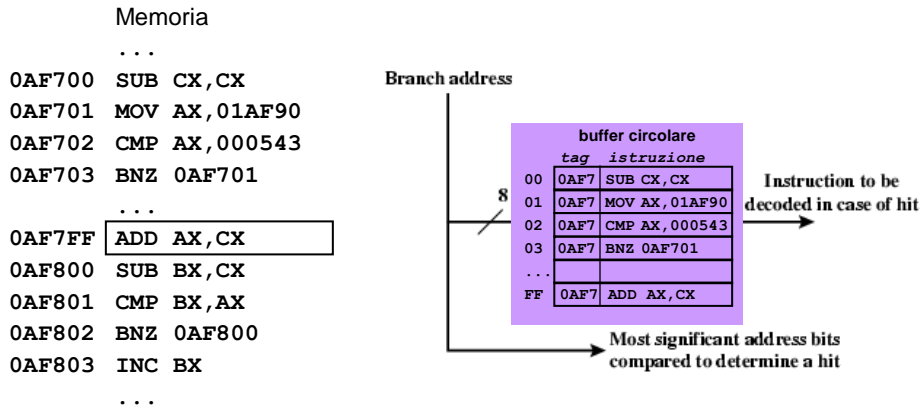 Memoria
...
0AF700 SUB CX,CX
0AF701 MOV AX,01AF90
0AF702 CMP AX,000543
0AF703 BNZ 0AF701
...
0AF7FF ADD AX,CX
0AF800 SUB BX,CX
0AF801 CMP BX,AX
0AF802 BNZ 0AF800
0AF803 INC BX
...
Branch address
8
buffer circolare
tag istruzione
00 0AF7 SUB CX,CX
01 0AF7 MOV AX,01AF90
02 0AF7 CMP AX,000543
03 0AF7 BNZ 0AF701
...
FF 0AF7 ADD AX,CX
Instruction to be
decoded in case of hit
Most significant address bits
compared to determine a hit